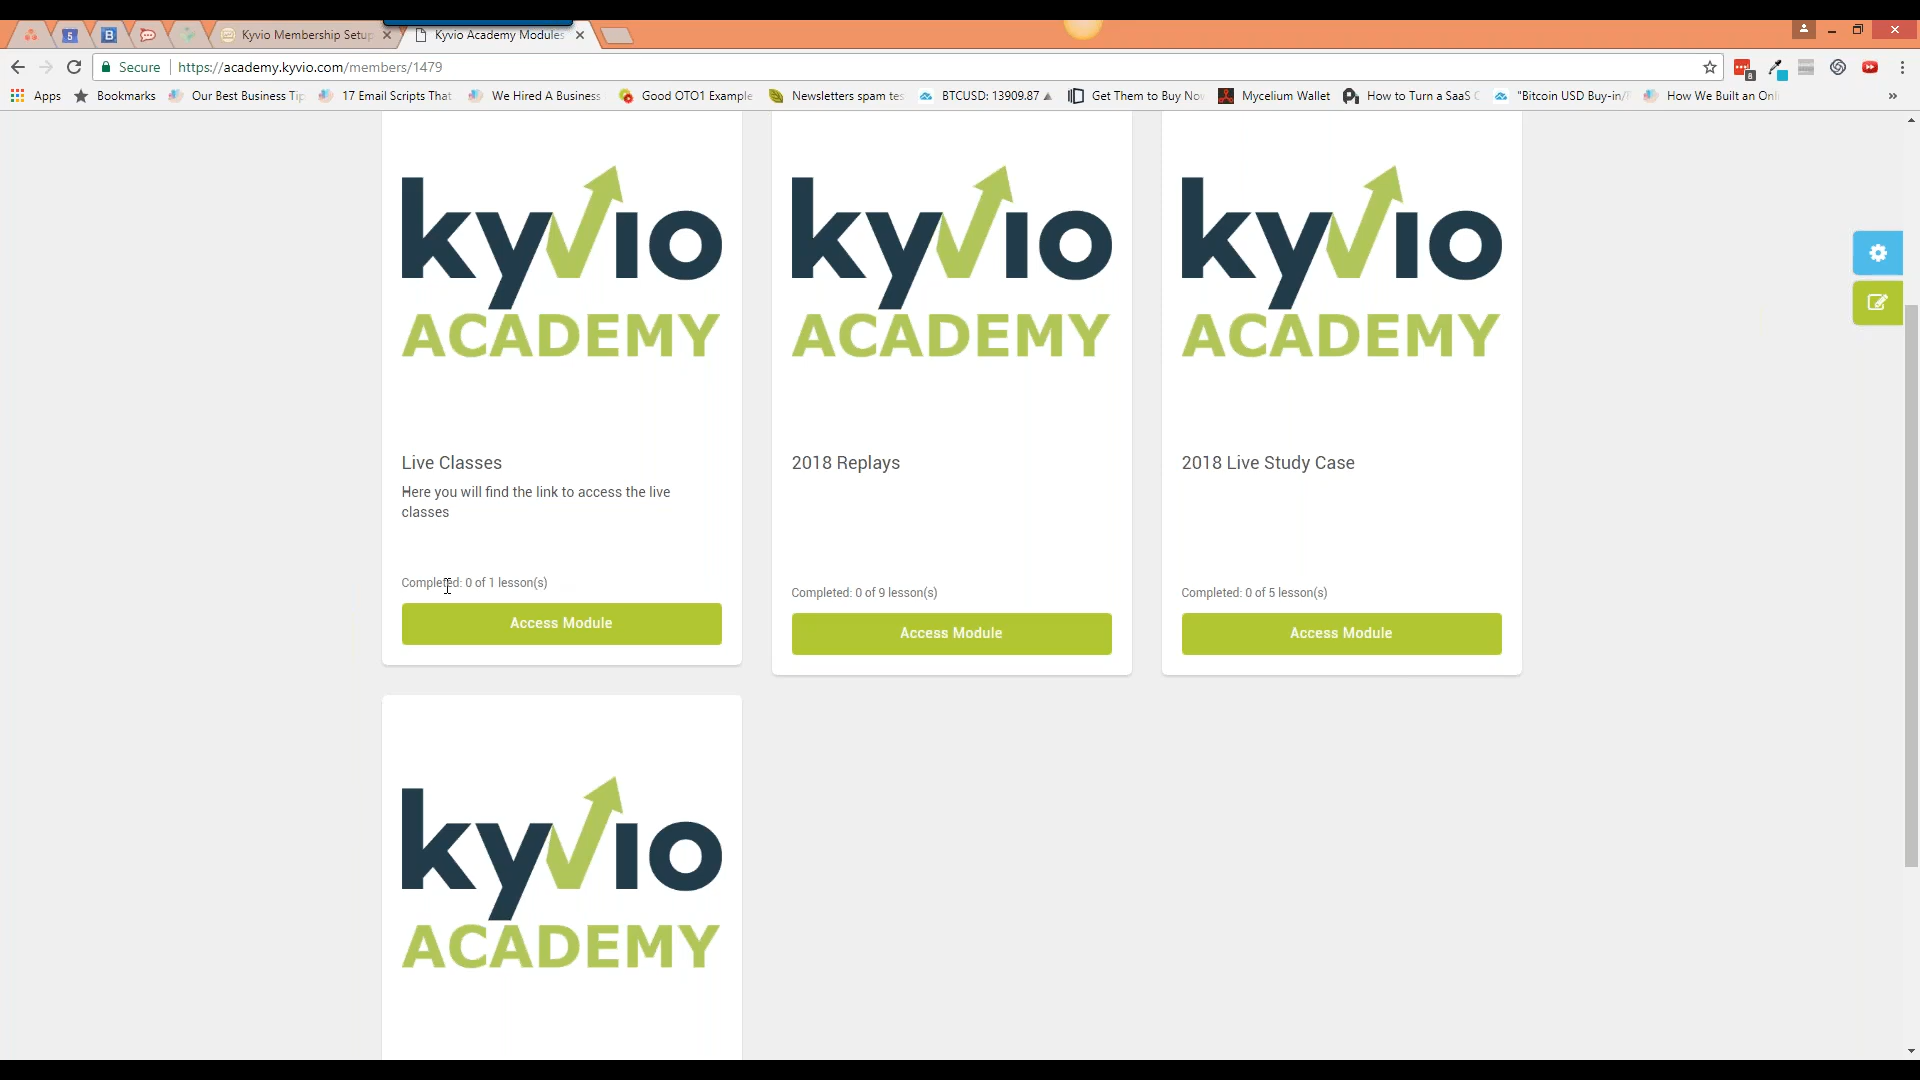 5
B
Kyvio Membership Setup
Kyvio Academy Modules
Secure
https://academy.kyvio.com/members/1479
8
Apps
Bookmarks
Our Best Business Tip
17 Email Scripts That
We Hired A Business
Good OTO1 Example
Newsletters spam tes
BTCUSD: 13909.87 ▲
Get Them to Buy Now
Mycelium Wallet
How to Turn a SaaS
"Bitcoin USD Buy-in/
How We Built an Onli
»
kyvio
ACADEMY
kyvio
ACADEMY
kyvio
ACADEMY
Live Classes
Here you will find the link to access the live
classes
Completed: 0 of 1 lesson(s)
Access Module
2018 Replays
Completed: 0 of 9 lesson(s)
Access Module
2018 Live Study Case
Completed: 0 of 5 lesson(s)
Access Module
kyvio
ACADEMY